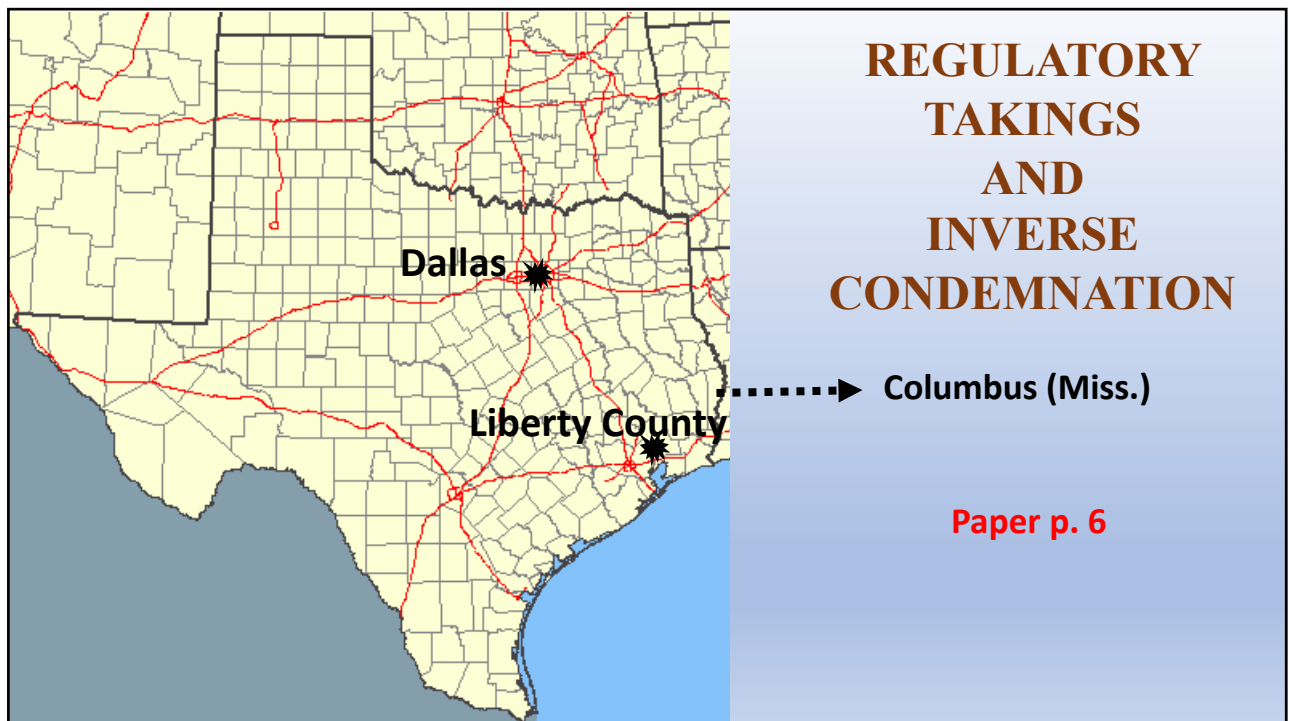 REGULATORY
TAKINGS
AND
INVERSE
CONDEMNATION
Dallas
Columbus (Miss.)
Liberty County
Paper p. 6